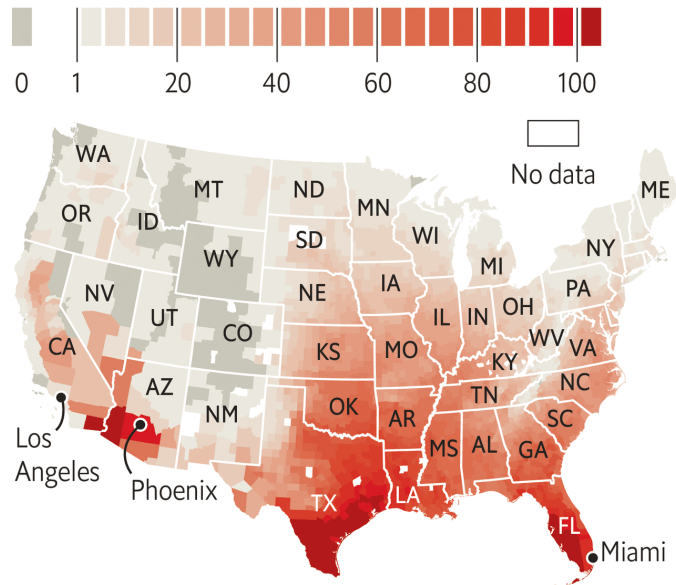 0 1 20 40 60 80 100
No data
WA
MT
ND
MN
ME
OR
ID
SD
WI
NY
WY
MI
NV
NE
IA
PA
UT
CO
IL
IN
OH
WV
CA
KS
MO
KY
VA
AZ
NM
OK
AR
TN
NC
SC
MS
AL
GA
TX
LA
FL
Los
Angeles
Phoenix
Miami